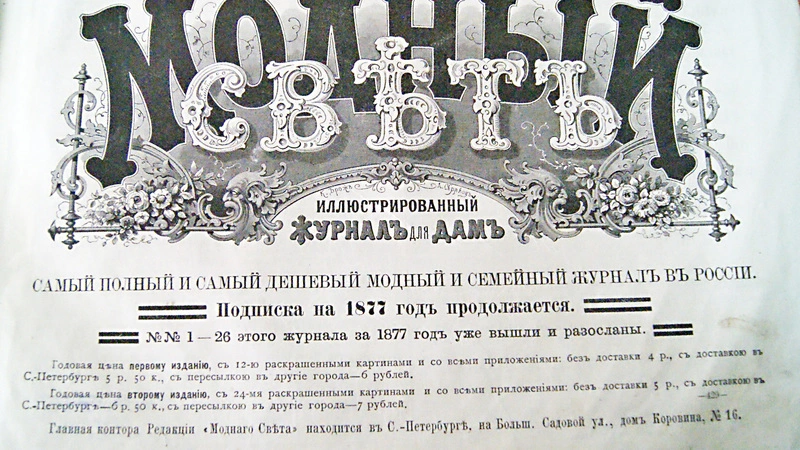 МОДНЫЙ
СВѢТЪ
ИЛЛЮСТРИРОВАННЫЙ
ЖУРНАЛЪ ДЛЯ ДАМЪ
САМЫЙ ПОЛНЫЙ И САМЫЙ ДЕШЕВЫЙ МОДНЫЙ И СЕМЕЙНЫЙ ЖУРНАЛЪ ВЪ РОССІИ.
Подписка на 1877 годъ продолжается.
№№ 1—26 этого журнала за 1877 годъ уже вышли и разосланы.
Годовая цѣна первому изданію, съ 12-ю раскрашенными картинами и со всѣми приложеніями: безъ доставки 4 р., съ доставкою въ
С.-Петербургѣ 5 р. 50 к., съ пересылкою въ другіе города—6 рублей.
Годовая цѣна второму изданію, съ 24-мя раскрашенными картинами и со всѣми приложеніями: безъ доставки 5 р., съ доставкою въ
С.-Петербургѣ—6 р. 50 к., съ пересылкою въ другіе города—7 рублей.
—420—
Главная контора Редакціи «Моднаго Свѣта» находится въ С.-Петербургѣ, на Больш. Садовой ул., домъ Коровина, № 16.